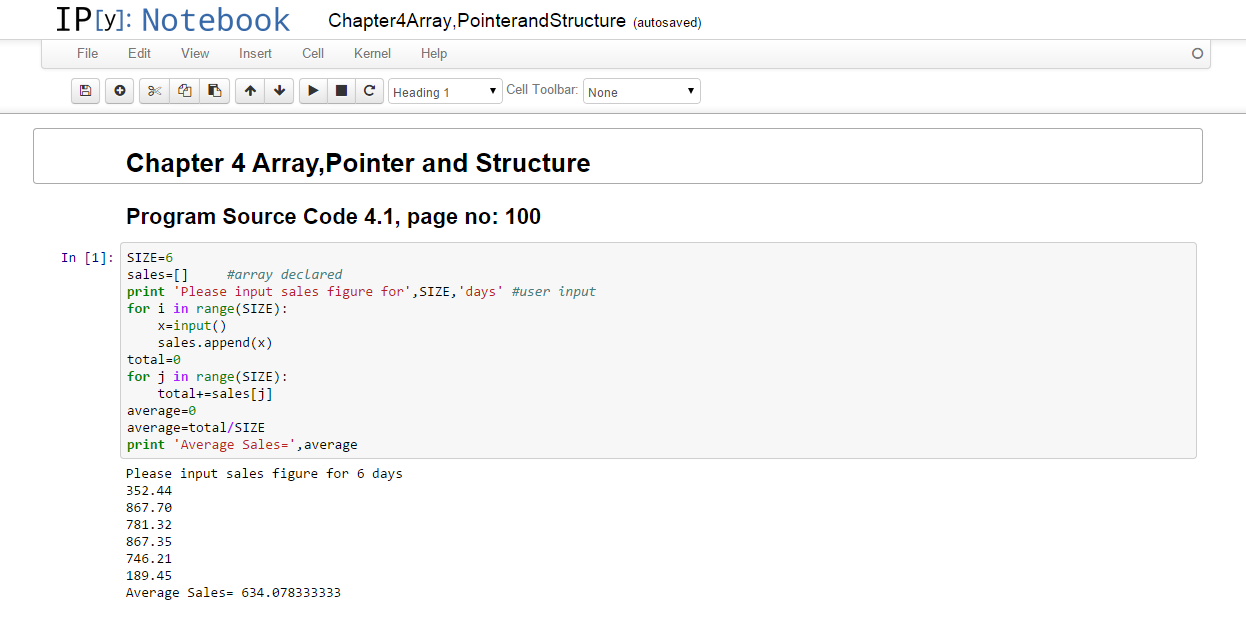 IP[y]: Notebook Chapter4Array,PointerandStructure (autosaved)
File Edit View Insert Cell Kernel Help
Heading 1 Cell Toolbar: None
Chapter 4 Array,Pointer and Structure
Program Source Code 4.1, page no: 100
In [1]: SIZE=6
sales=[]     #array declared
print 'Please input sales figure for',SIZE,'days' #user input
for i in range(SIZE):
    x=input()
    sales.append(x)
total=0
for j in range(SIZE):
    total+=sales[j]
average=0
average=total/SIZE
print 'Average Sales=',average
Please input sales figure for 6 days
352.44
867.70
781.32
867.35
746.21
189.45
Average Sales= 634.078333333